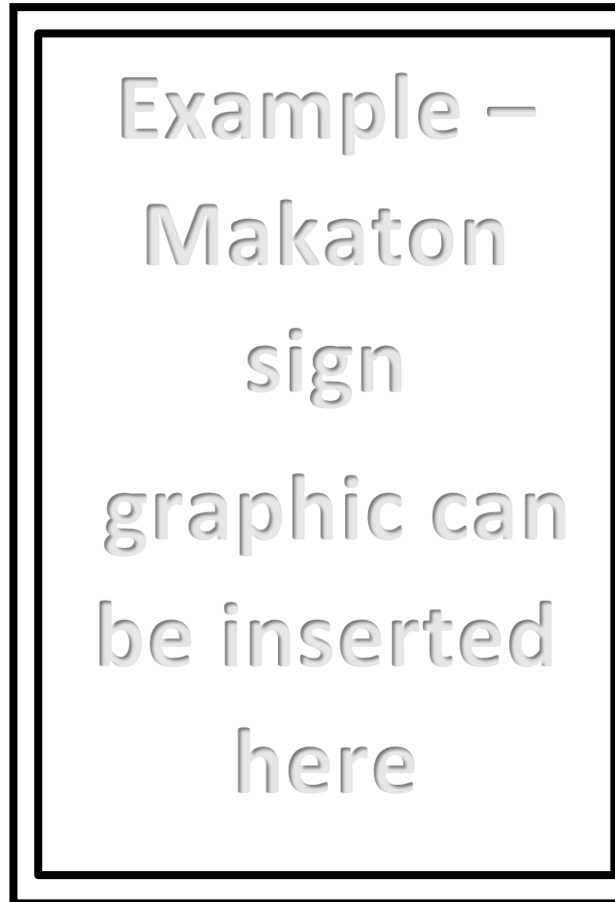 Example –
Makaton
sign
graphic can
be inserted
here